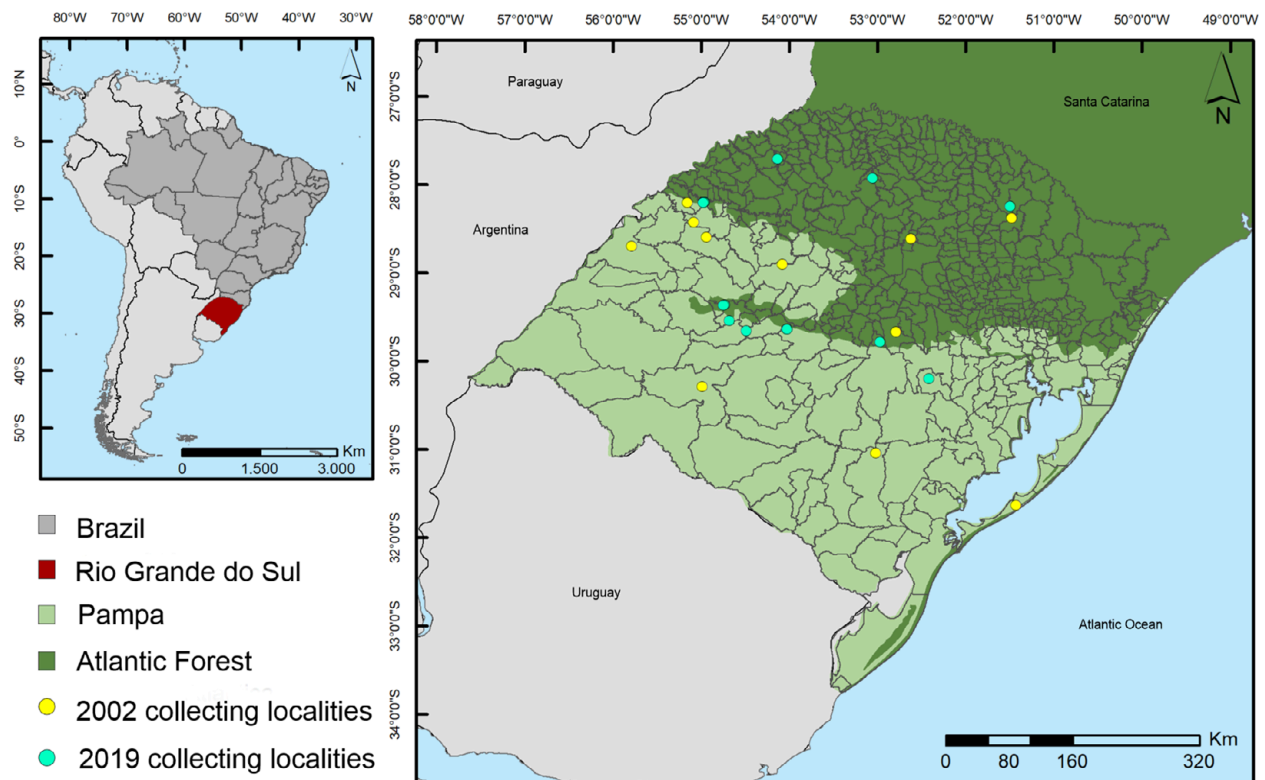 80°W 70°W 60°W 50°W 40°W 30°W
10°N
0°
10°S
20°S
30°S
40°S
50°S
N
Km
0 1.500 3.000
58°0'0"W 57°0'0"W 56°0'0"W 55°0'0"W 54°0'0"W 53°0'0"W 52°0'0"W 51°0'0"W 50°0'0"W 49°0'0"W
27°0'0"S
28°0'0"S
29°0'0"S
30°0'0"S
31°0'0"S
32°0'0"S
33°0'0"S
34°0'0"S
Paraguay
Santa Catarina
N
Argentina
Uruguay
Atlantic Ocean
Km
0 80 160 320
Brazil
Rio Grande do Sul
Pampa
Atlantic Forest
2002 collecting localities
2019 collecting localities